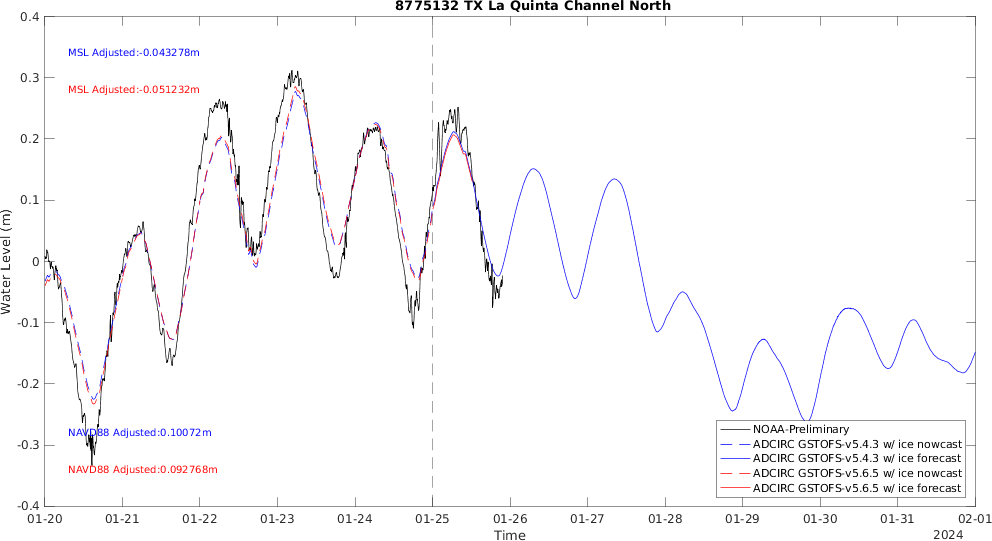 8775132 TX La Quinta Channel North
0.4
0.3
0.2
0.1
0
-0.1
-0.2
-0.3
-0.4
Water Level (m)
MSL Adjusted:-0.043278m
MSL Adjusted:-0.051232m
NAVD88 Adjusted:0.10072m
NAVD88 Adjusted:0.092768m
NOAA-Preliminary
ADCIRC GSTOFS-v5.4.3 w/ ice nowcast
ADCIRC GSTOFS-v5.4.3 w/ ice forecast
ADCIRC GSTOFS-v5.6.5 w/ ice nowcast
ADCIRC GSTOFS-v5.6.5 w/ ice forecast
01-20 01-21 01-22 01-23 01-24 01-25 01-26 01-27 01-28 01-29 01-30 01-31 02-01
Time
2024